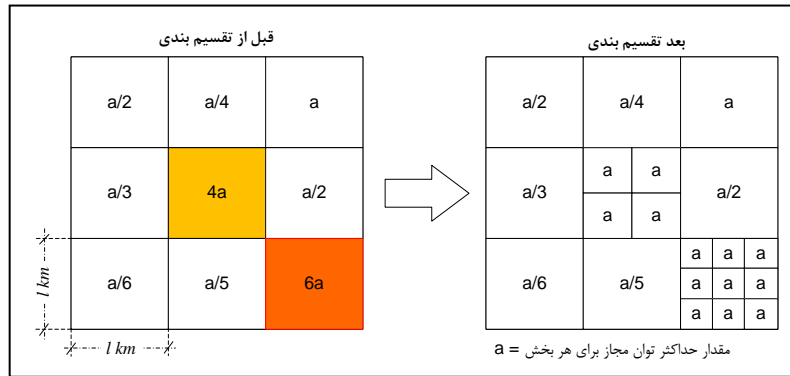 قبل از تقسیم بندی
a/2 a/4 a
a/3 4a a/2
a/6 a/5 6a
l km
l km
بعد تقسیم بندی
a/2 a/4 a
a a
a/3 a/2
a a
a a a
a/6 a/5 a a a
a a a
a = مقدار حداکثر توان مجاز برای هر بخش